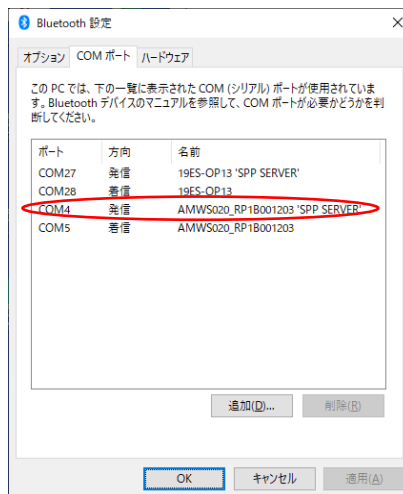 Bluetooth 設定
オプション COM ポート ハードウェア
この PC では、下の一覧に表示された COM (シリアル) ポートが使用されていま
す。Bluetooth デバイスのマニュアルを参照して、COM ポートが必要かどうかを判
断してください。
ポート 方向 名前
COM27 発信 19ES-OP13 'SPP SERVER'
COM28 着信 19ES-OP13
COM4 発信 AMWS020_RP1B001203 'SPP SERVER'
COM5 着信 AMWS020_RP1B001203
追加(D)... 削除(R)
OK キャンセル 適用(A)